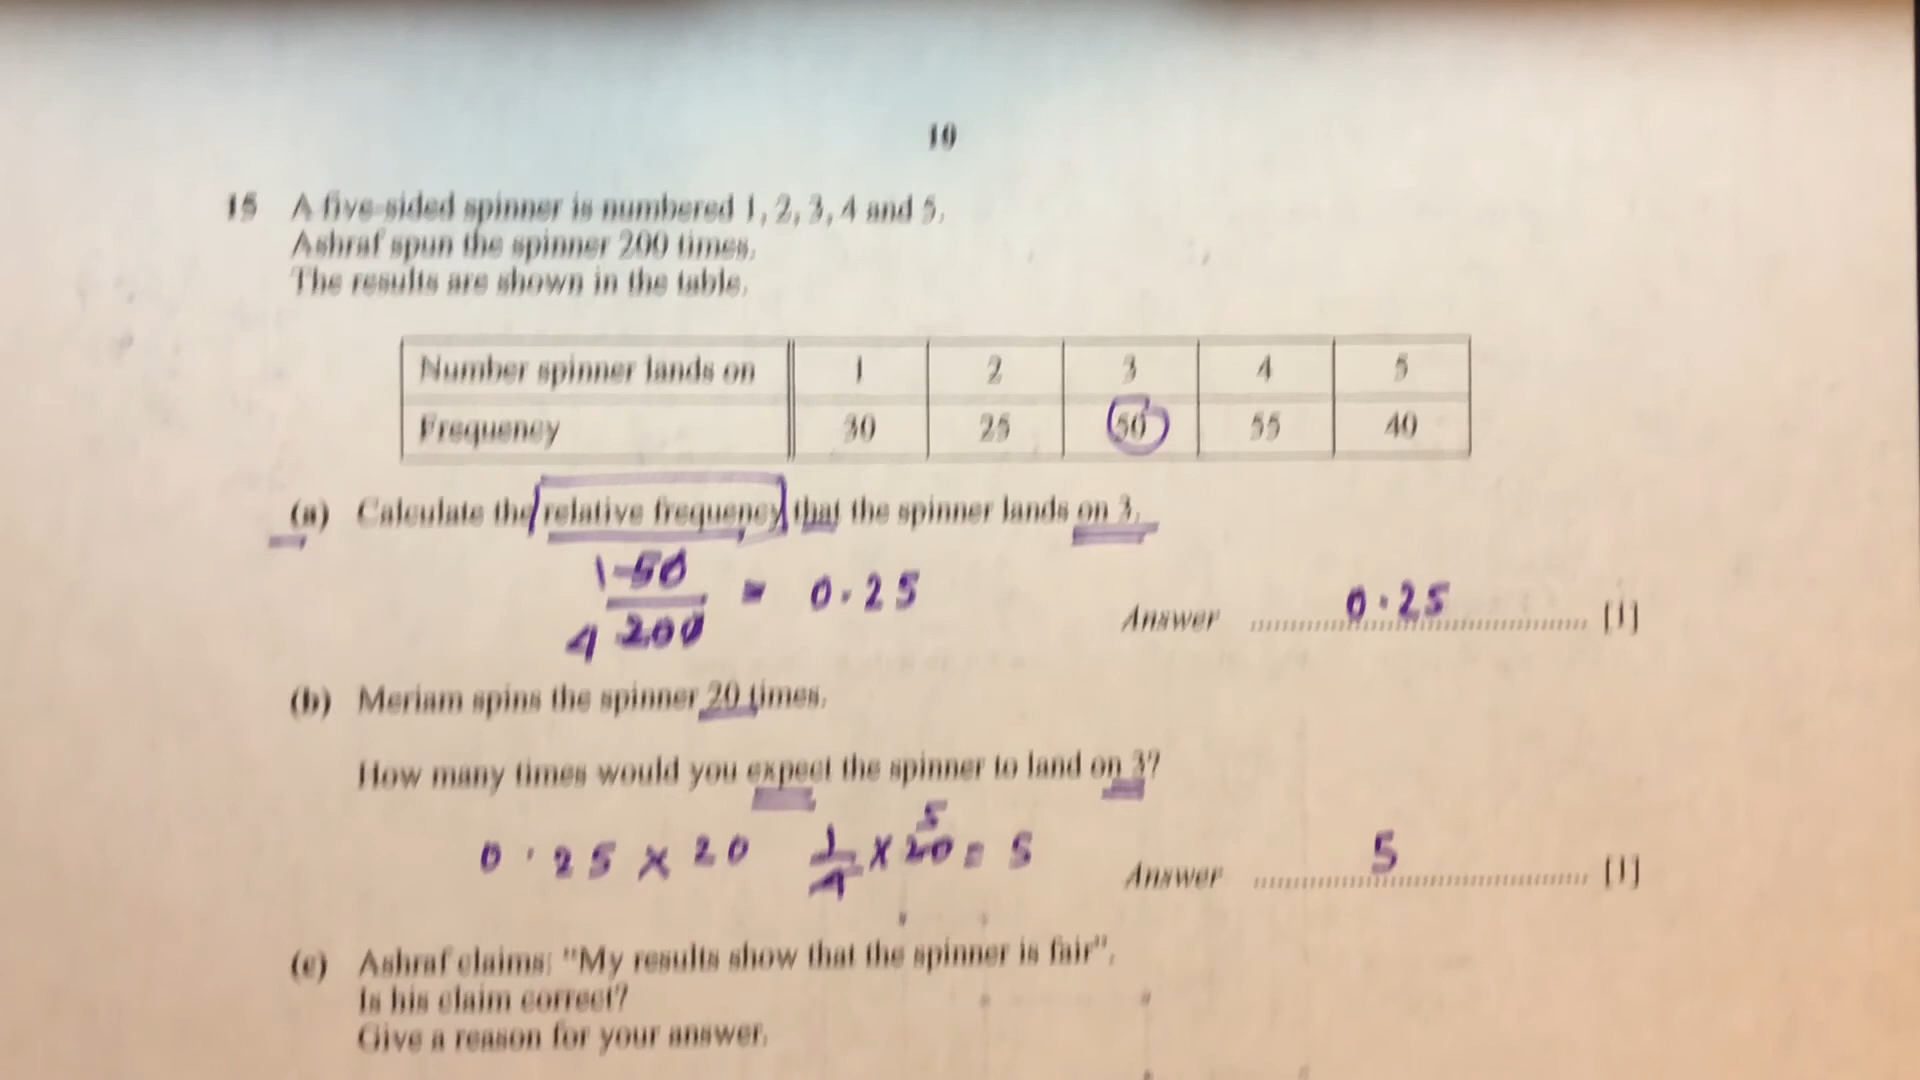 19
15 A five-sided spinner is numbered 1, 2, 3, 4 and 5.
Ashraf spun the spinner 200 times.
The results are shown in the table.
Number spinner lands on 1 2 3 4 5
Frequency 30 25 50 55 40
(a) Calculate the relative frequency that the spinner lands on 3.
1 50
4 200
= 0.25
Answer 0.25 [1]
(b) Meriam spins the spinner 20 times.
How many times would you expect the spinner to land on 3?
0.25 x 20 1/4 x 20 = 5
5
Answer 5 [1]
(c) Ashraf claims: "My results show that the spinner is fair".
Is his claim correct?
Give a reason for your answer.